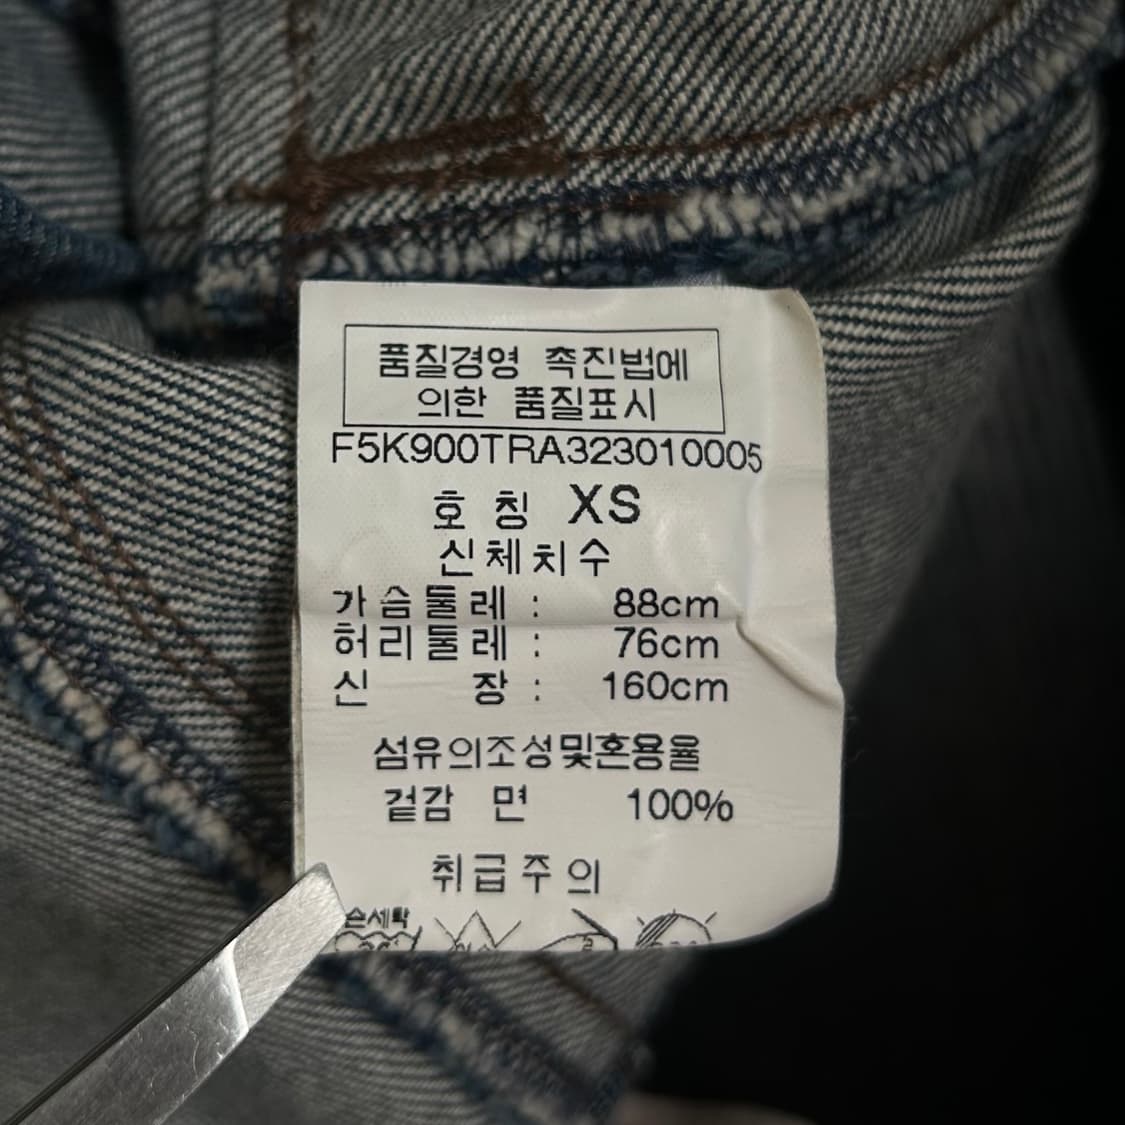 품질경영 촉진법에
의한 품질표시
F5K900TRA323010005
호 칭 XS
신체치수
가슴둘레 : 88cm
허리둘레 : 76cm
신 장 : 160cm
섬유의조성및혼용율
겉감 면 100%
취급주의
손세탁